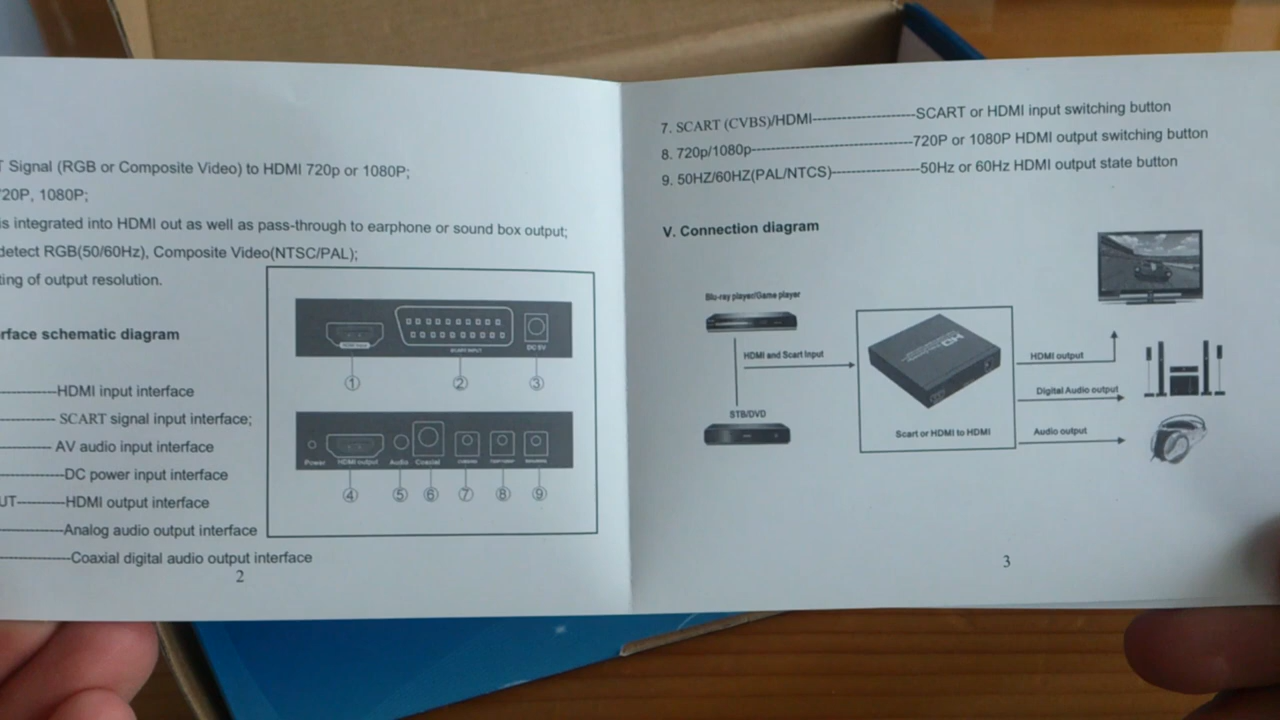 T Signal (RGB or Composite Video) to HDMI 720p or 1080P;
720P, 1080P;
is integrated into HDMI out as well as pass-through to earphone or sound box output;
detect RGB(50/60Hz), Composite Video(NTSC/PAL);
ting of output resolution.
rface schematic diagram
HDMI input interface
SCART signal input interface;
AV audio input interface
DC power input interface
UT----------HDMI output interface
Analog audio output interface
Coaxial digital audio output interface
2
HDMI Input
SCART INPUT
DC 5V
① ② ③
Power HDMI output Audio Coaxial
④ ⑤ ⑥ ⑦ ⑧ ⑨
7. SCART (CVBS)/HDMI--------------------SCART or HDMI input switching button
8. 720p/1080p--------------------------------720P or 1080P HDMI output switching button
9. 50HZ/60HZ(PAL/NTCS)-----------------50Hz or 60Hz HDMI output state button
V. Connection diagram
Blu-ray player/Game player
HDMI and Scart Input
STB/DVD
Scart or HDMI to HDMI
HDMI output
Digital Audio output
Audio output
3